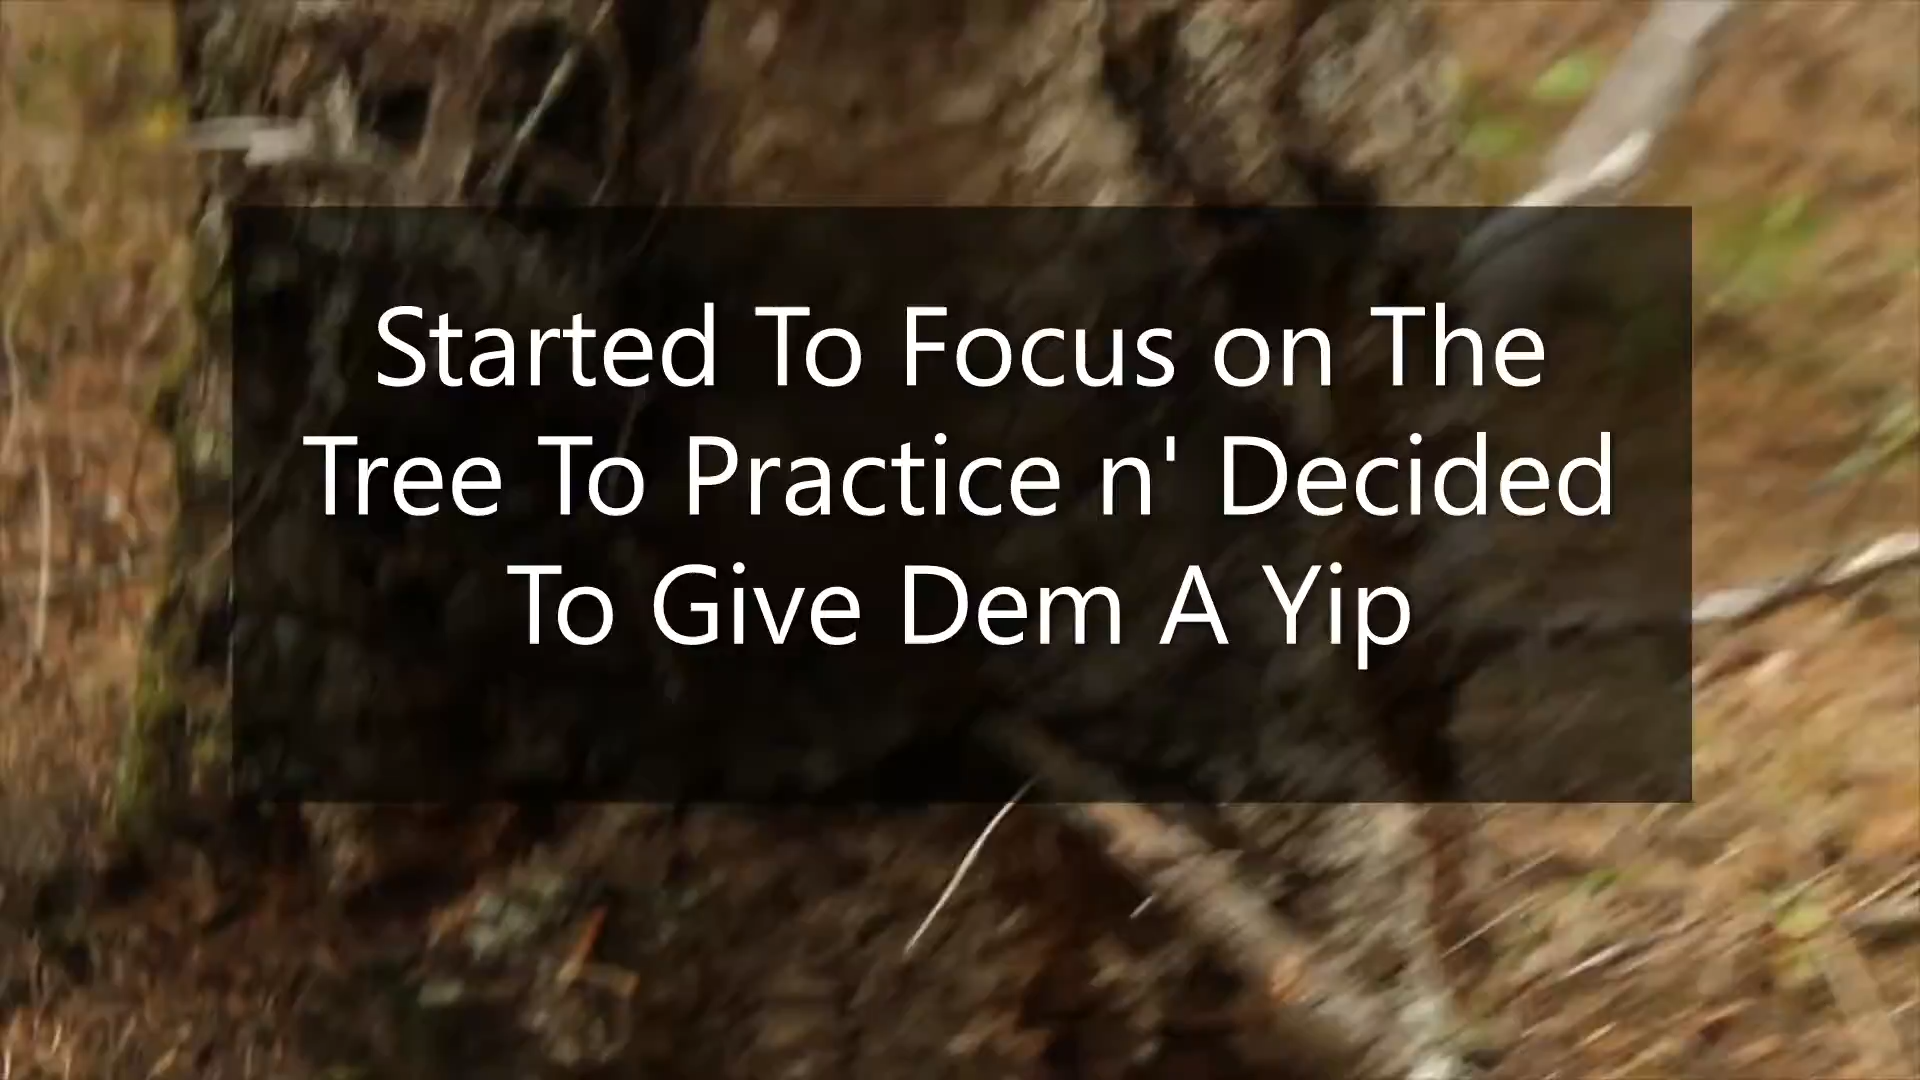 Started To Focus on The
Tree To Practice n' Decided
To Give Dem A Yip